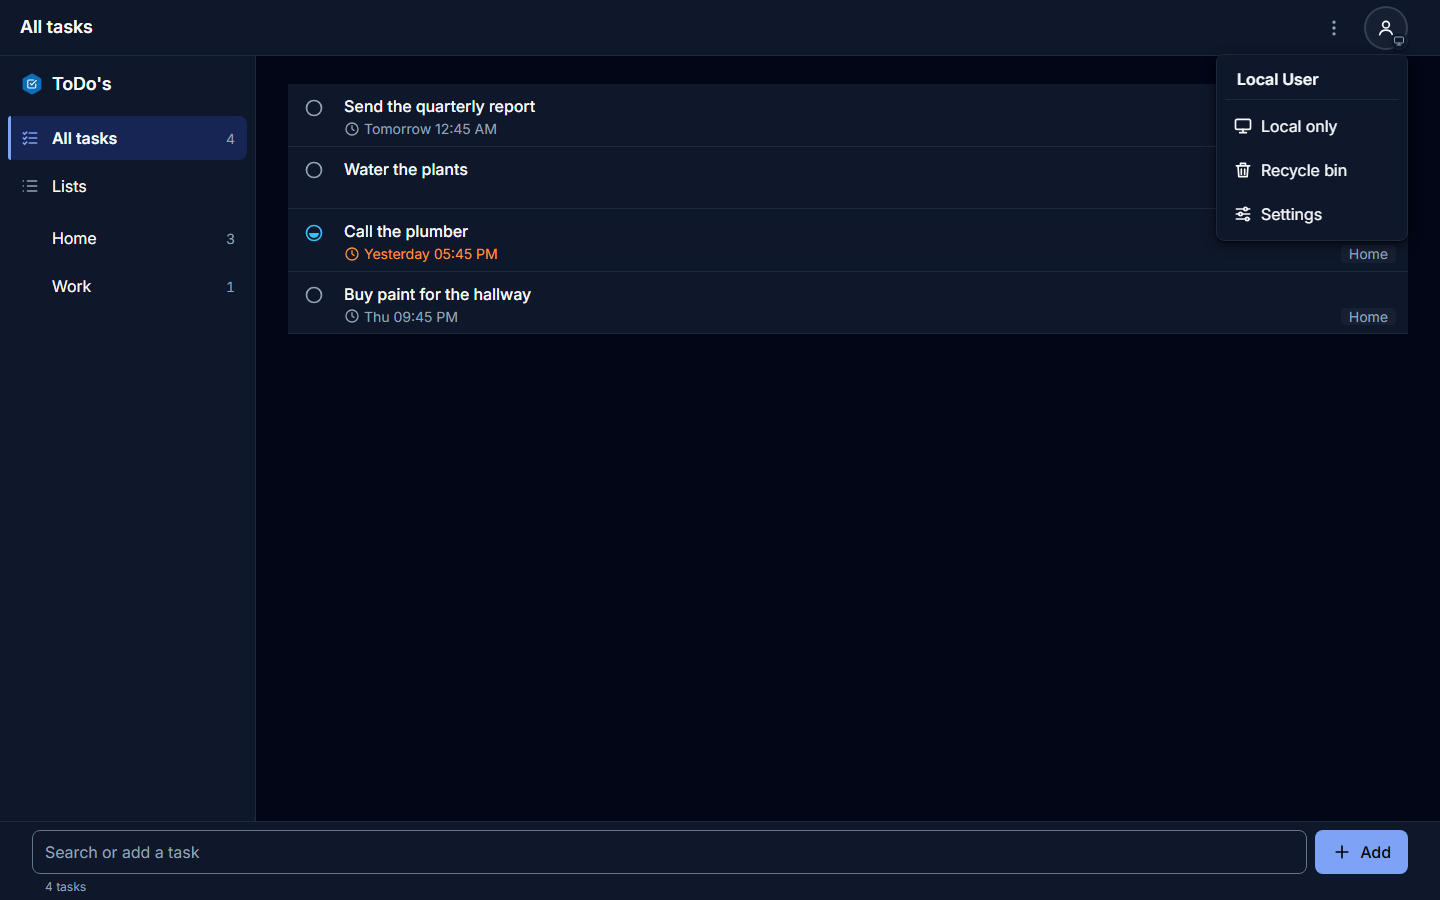 All tasks
ToDo's
All tasks 4
Lists
Home 3
Work 1
Send the quarterly report
Tomorrow 12:45 AM
Water the plants
Call the plumber
Yesterday 05:45 PM
Home
Buy paint for the hallway
Thu 09:45 PM
Home
Local User
Local only
Recycle bin
Settings
Search or add a task
Add
4 tasks